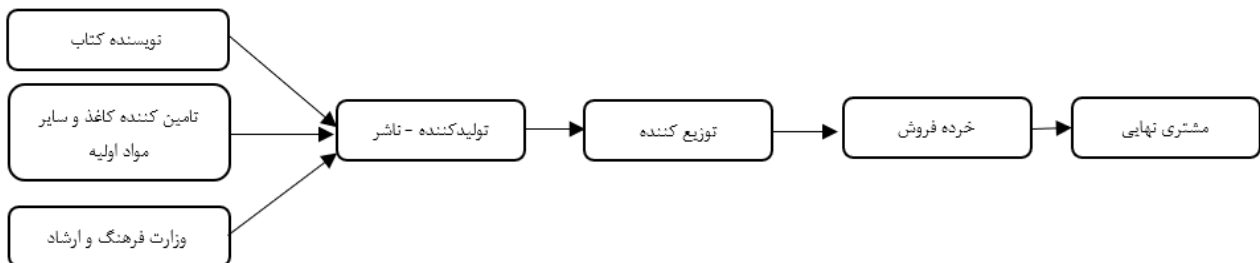 نویسنده کتاب
تامین کننده کاغذ و سایر
مواد اولیه
وزارت فرهنگ و ارشاد
تولیدکننده - ناشر
توزیع کننده
خرده فروش
مشتری نهایی